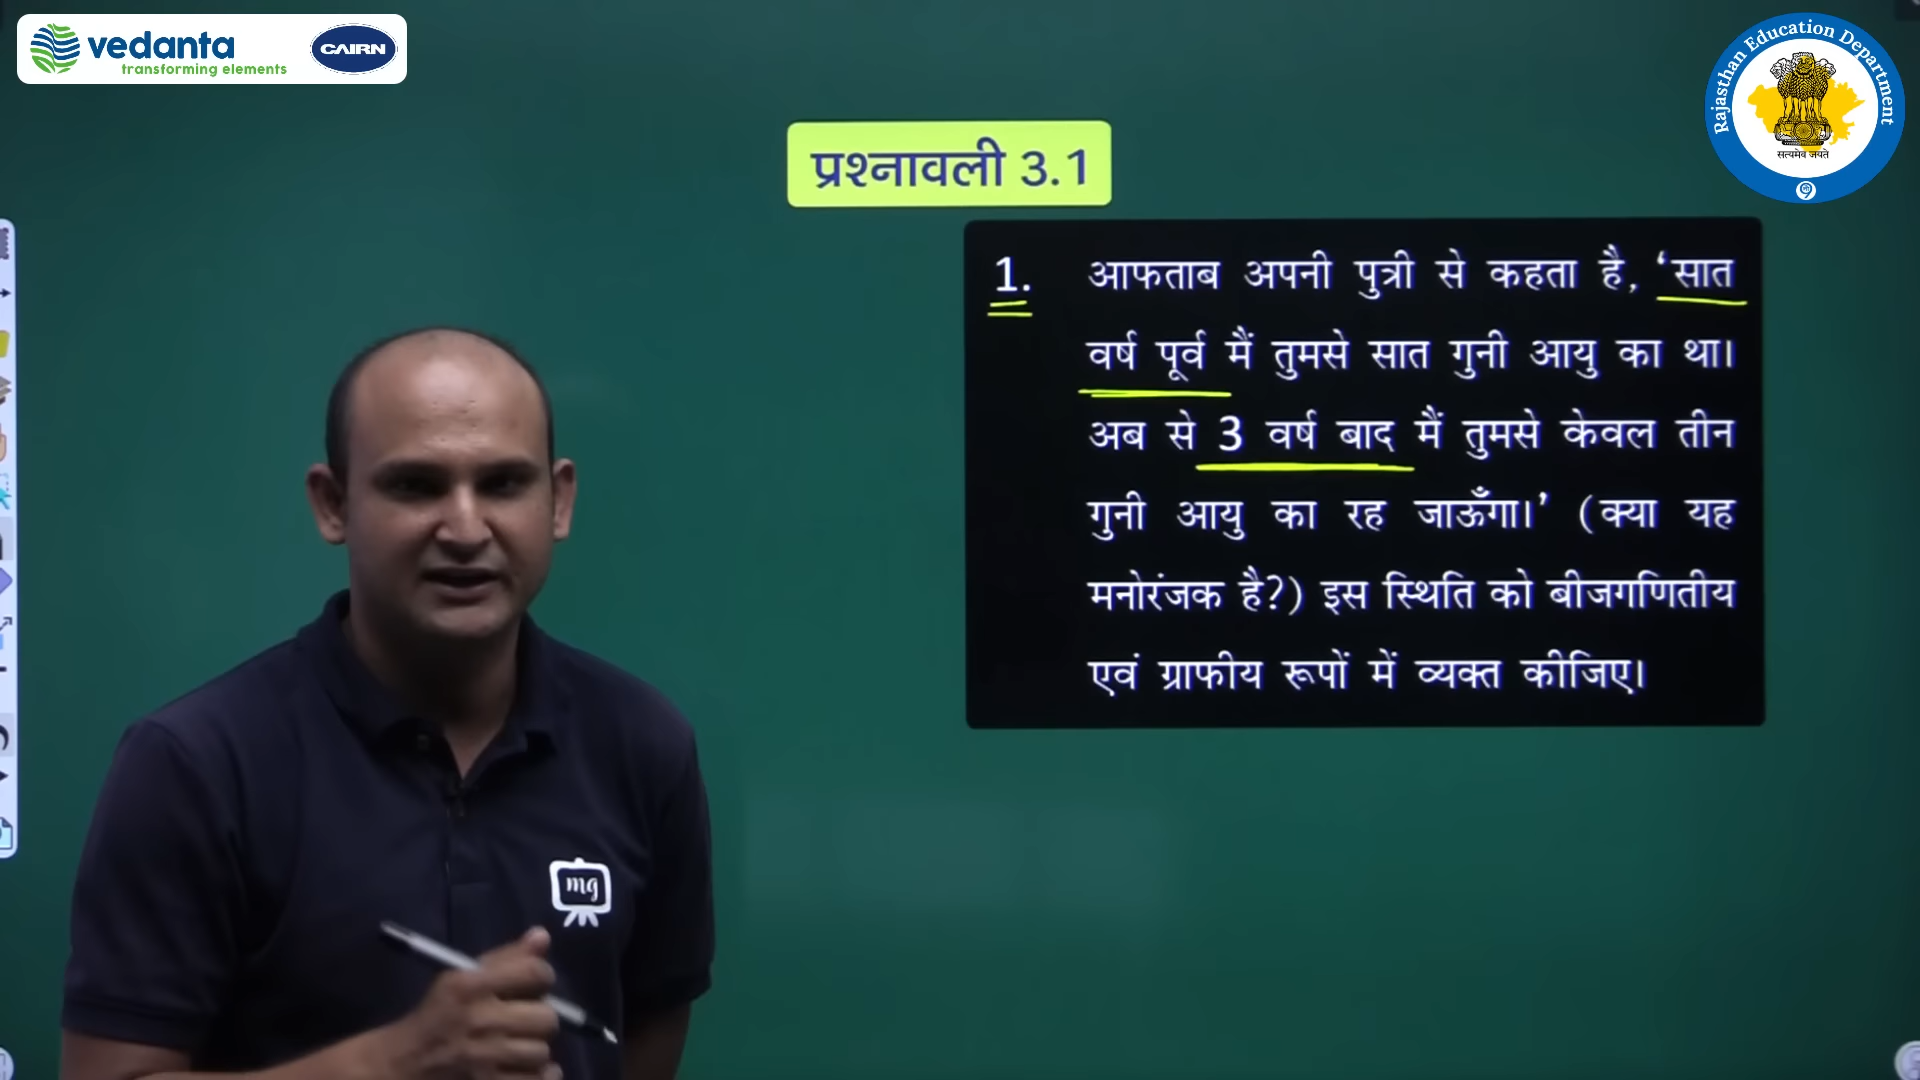 vedanta
transforming elements
CAIRN
Rajasthan Education Department
सत्यमेव जयते
प्रश्नावली 3.1
1. आफताब अपनी पुत्री से कहता है, ‘सात
वर्ष पूर्व मैं तुमसे सात गुनी आयु का था।
अब से 3 वर्ष बाद मैं तुमसे केवल तीन
गुनी आयु का रह जाऊँगा।’ (क्या यह
मनोरंजक है?) इस स्थिति को बीजगणितीय
एवं ग्राफीय रूपों में व्यक्त कीजिए।
mg